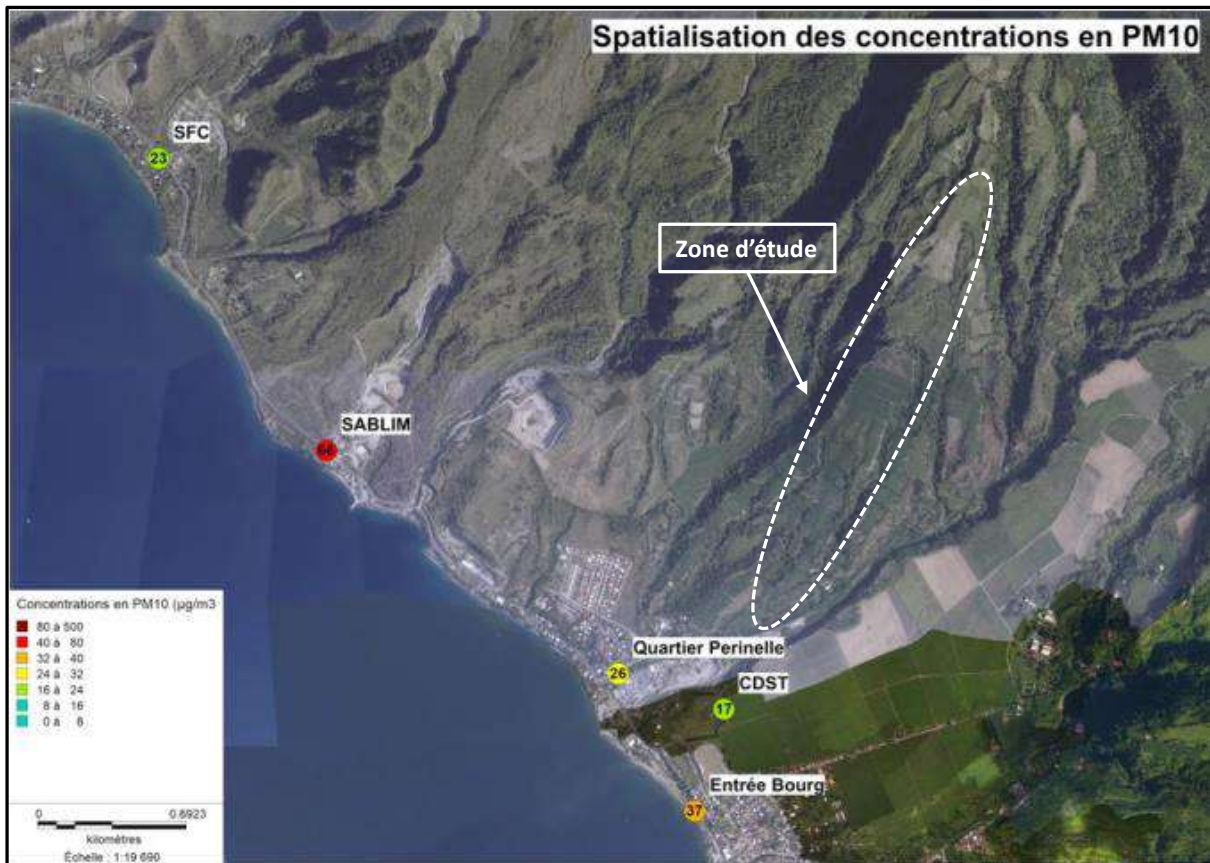 Spatialisation des concentrations en PM10
SFC
23
Zone d'étude
SABLIM
Quartier Perinelle
26
CDST
17
Entrée Bourg
37
Concentrations en PM10 (µg/m3
80 à 500
40 à 80
32 à 40
24 à 32
16 à 24
8 à 16
0 à 8
0 0.6923
kilomètres
Échelle : 1:19 690